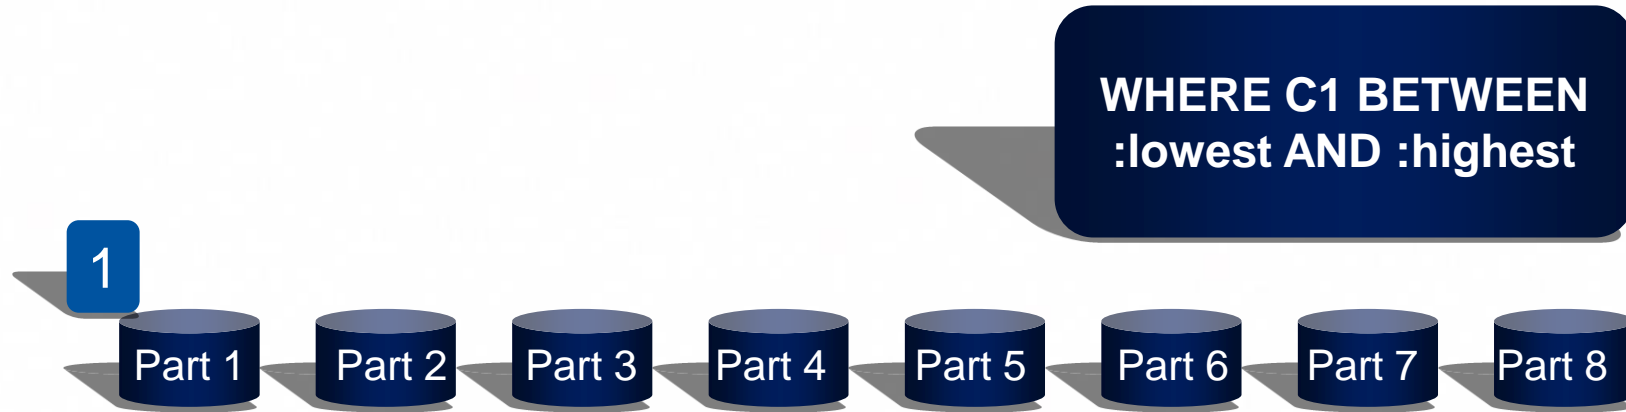 WHERE C1 BETWEEN
:lowest AND :highest
1
Part 1 Part 2 Part 3 Part 4 Part 5 Part 6 Part 7 Part 8